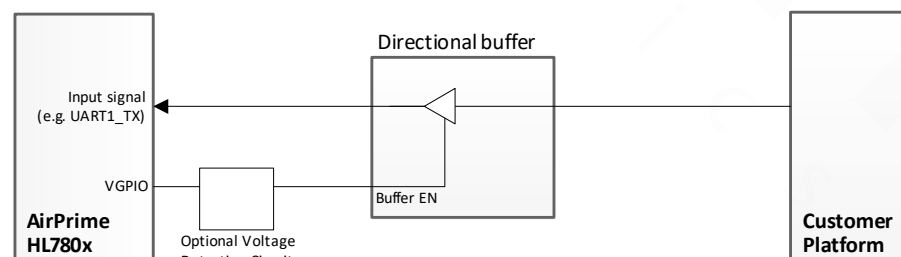 Directional buffer
Input signal
(e.g. UART1_TX)
VGPIO
Buffer EN
AirPrime
HL780x
Optional Voltage
Customer
Platform